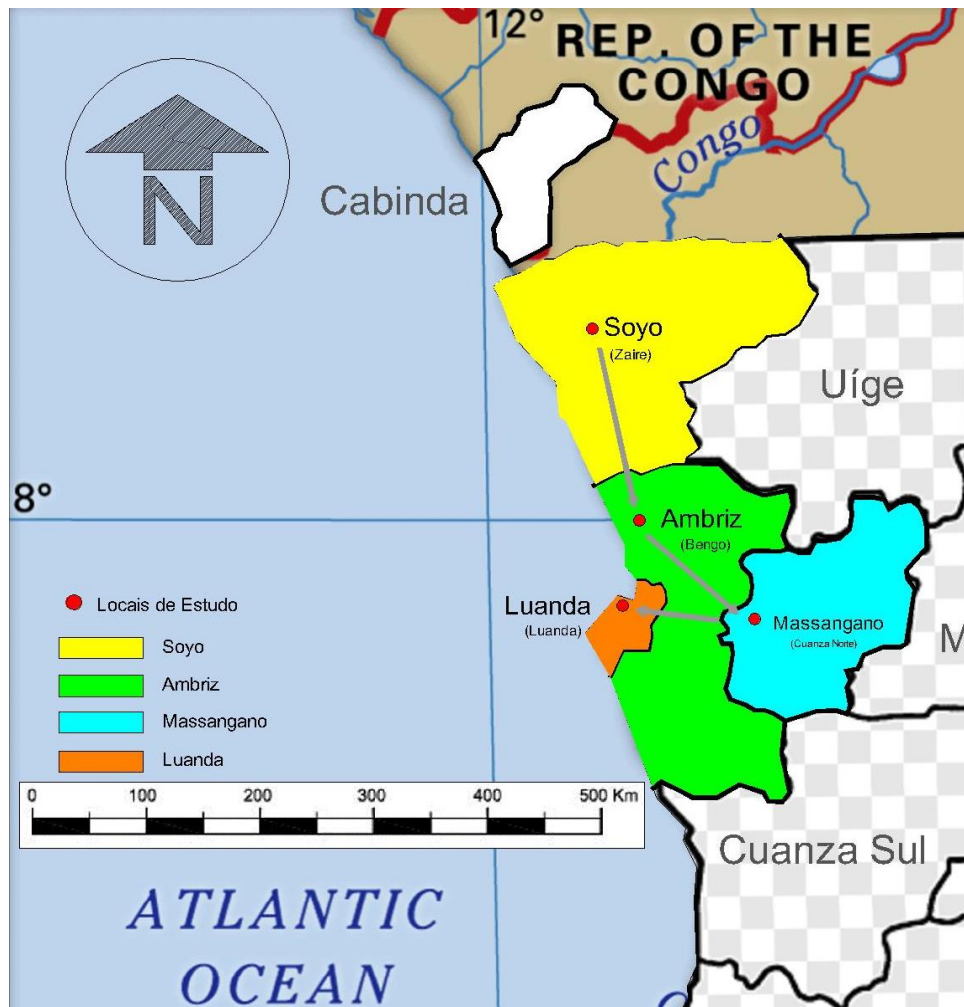 12°
REP. OF THE
CONGO
Congo
N
Cabinda
Soyo
(Zaire)
Uíge
8°
Ambriz
(Bengo)
Locais de Estudo
Luanda
(Luanda)
Massangano
(Cuanza Norte)
M
Soyo
Ambriz
Massangano
Luanda
0 100 200 300 400 500 Km
Cuanza Sul
ATLANTIC
OCEAN